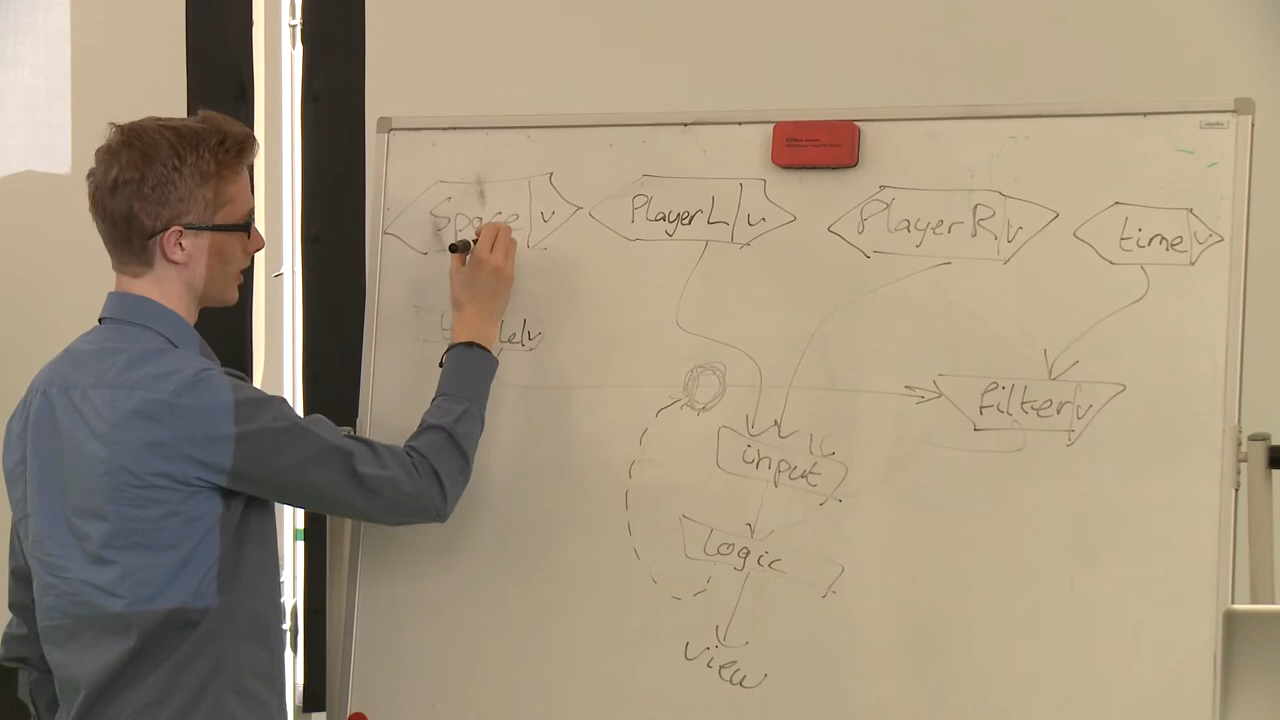 Space v
PlayerL v
PlayerR v
time v
filter v
input
logic
view